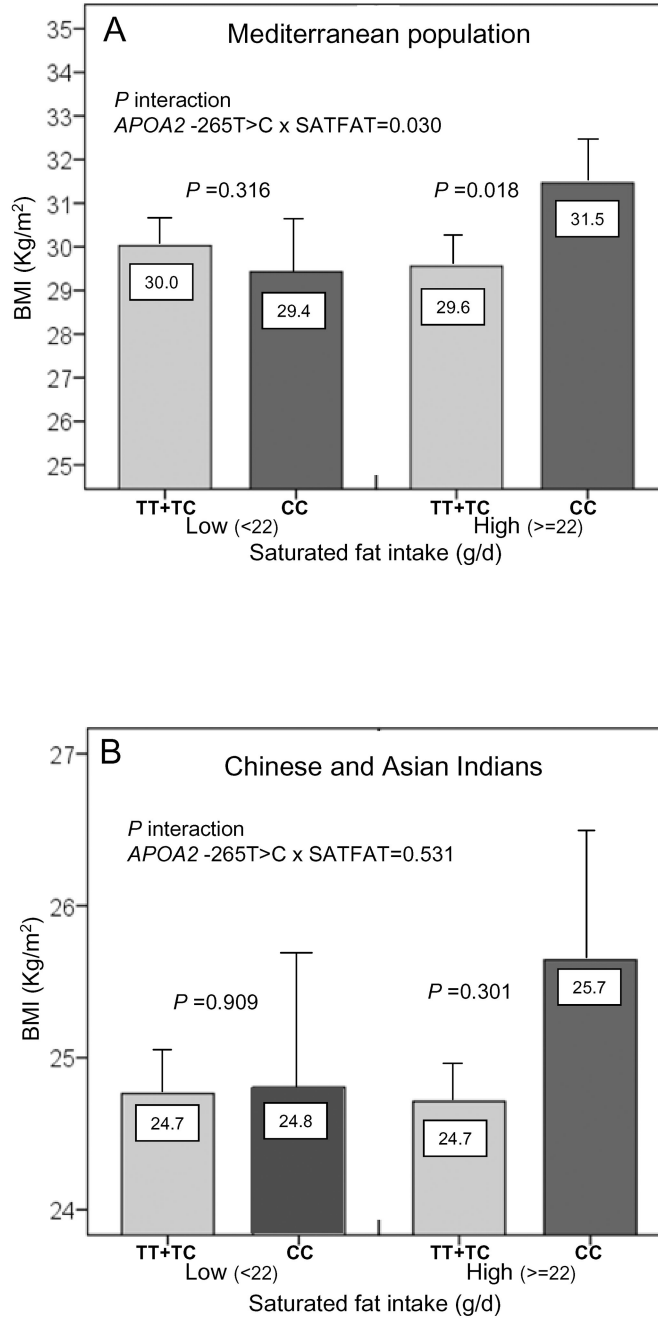 A
Mediterranean population
P interaction
APOA2 -265T>C x SATFAT=0.030
P =0.316
P =0.018
BMI (Kg/m²)
35
34
33
32
31
30
29
28
27
26
25
30.0
29.4
29.6
31.5
TT+TC
CC
TT+TC
CC
Low (<22)
High (>=22)
Saturated fat intake (g/d)
B
Chinese and Asian Indians
P interaction
APOA2 -265T>C x SATFAT=0.531
P =0.909
P =0.301
BMI (Kg/m²)
27
26
25
24
24.7
24.8
24.7
25.7
TT+TC
CC
TT+TC
CC
Low (<22)
High (>=22)
Saturated fat intake (g/d)